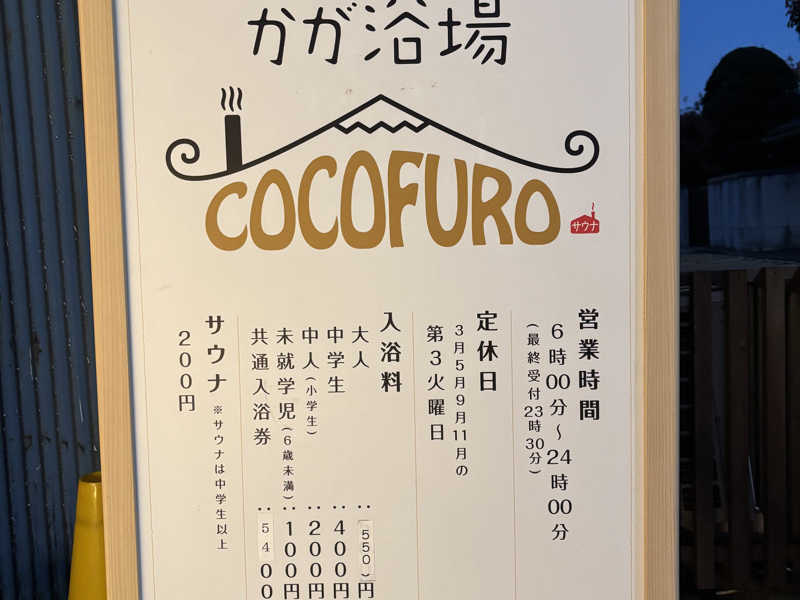 かが浴場
COCOFURO
サウナ
営業時間
6時00分〜24時00分
(最終受付23時30分)
定休日
3月5月9月11月の
第3火曜日
入浴料
大人‥550円
中学生‥400円
中人(小学生)‥200円
未就学児(6歳未満)‥100円
共通入浴券‥5400
サウナ ※サウナは中学生以上
200円